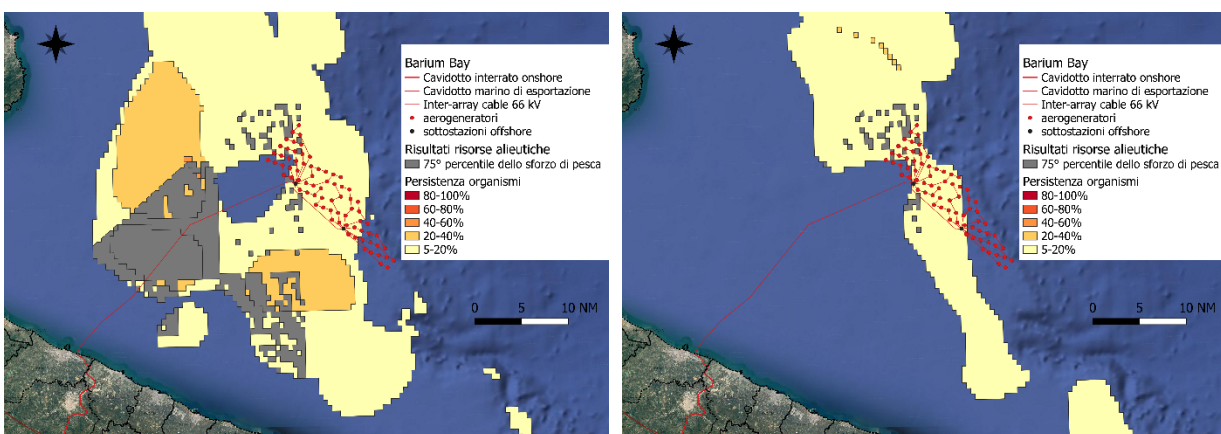 Barium Bay
Cavidotto interrato onshore
Cavidotto marino di esportazione
Inter-array cable 66 kV
aerogeneratori
sottostazioni offshore
Risultati risorse alieutiche
75° percentile dello sforzo di pesca
Persistenza organismi
80-100%
60-80%
40-60%
20-40%
5-20%
0 5 10 NM
Barium Bay
Cavidotto interrato onshore
Cavidotto marino di esportazione
Inter-array cable 66 kV
aerogeneratori
sottostazioni offshore
Risultati risorse alieutiche
75° percentile dello sforzo di pesca
Persistenza organismi
80-100%
60-80%
40-60%
20-40%
5-20%
0 5 10 NM